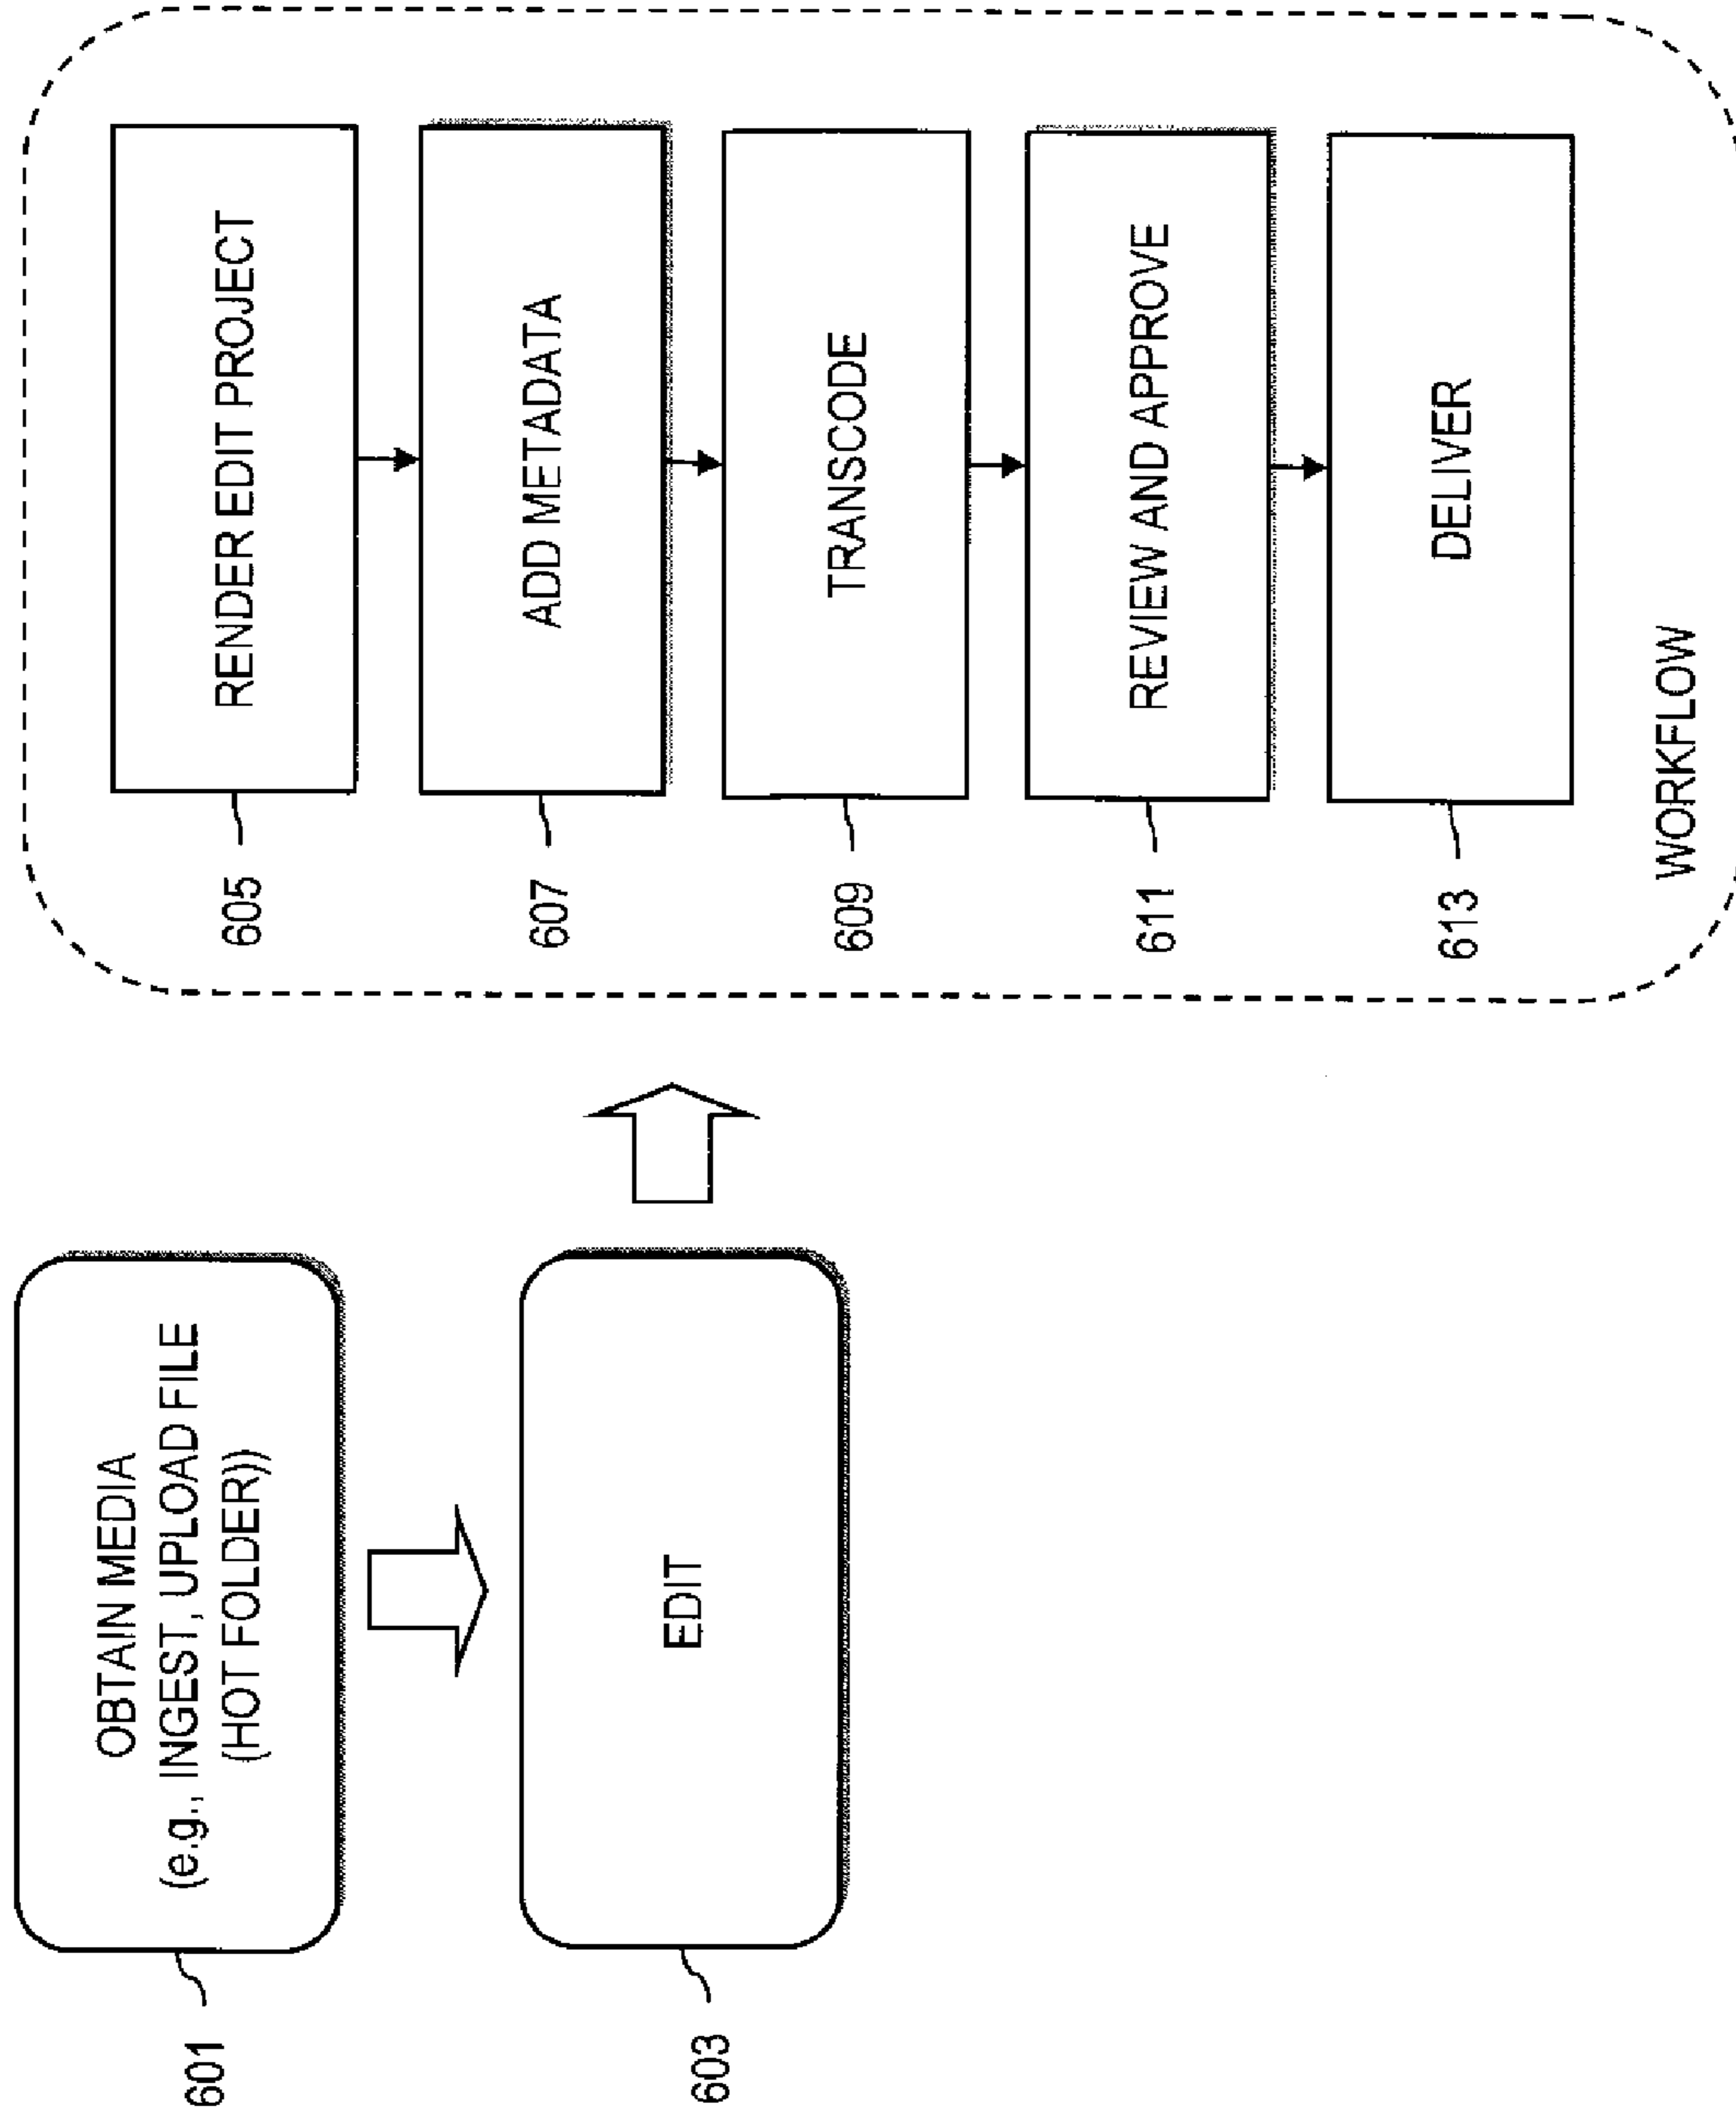 OBTAIN MEDIA
(e.g., INGEST, UPLOAD FILE
(HOT FOLDER))
601
EDIT
603
RENDER EDIT PROJECT
605
ADD METADATA
607
TRANSCODE
609
REVIEW AND APPROVE
611
DELIVER
613
WORKFLOW